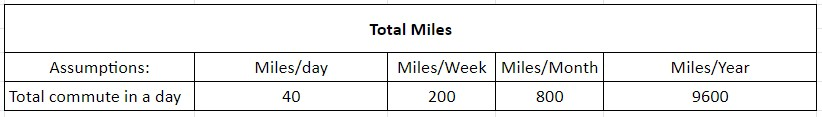 Total Miles
Assumptions: Miles/day Miles/Week Miles/Month Miles/Year
Total commute in a day 40 200 800 9600